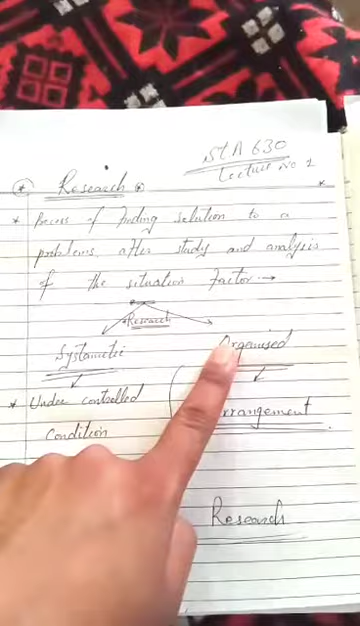 STA 630
Lecture No 1
Research
* Process of finding solution to a
problems after study and analysis
of the situation Factor →
Research
Systametic
Organised
* Under controlled
arrangement
Condition
Research